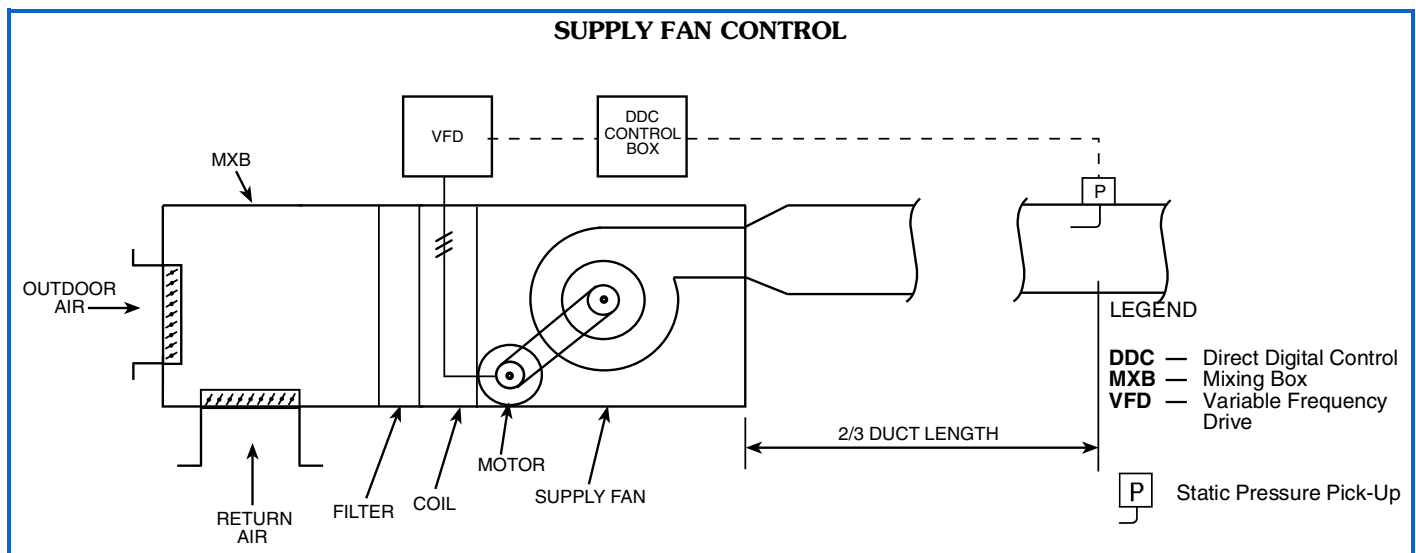 SUPPLY FAN CONTROL
VFD
DDC
CONTROL
BOX
MXB
P
OUTDOOR
AIR
LEGEND
DDC — Direct Digital Control
MXB — Mixing Box
VFD — Variable Frequency
Drive
2/3 DUCT LENGTH
MOTOR
COIL
SUPPLY FAN
FILTER
RETURN
AIR
P Static Pressure Pick-Up